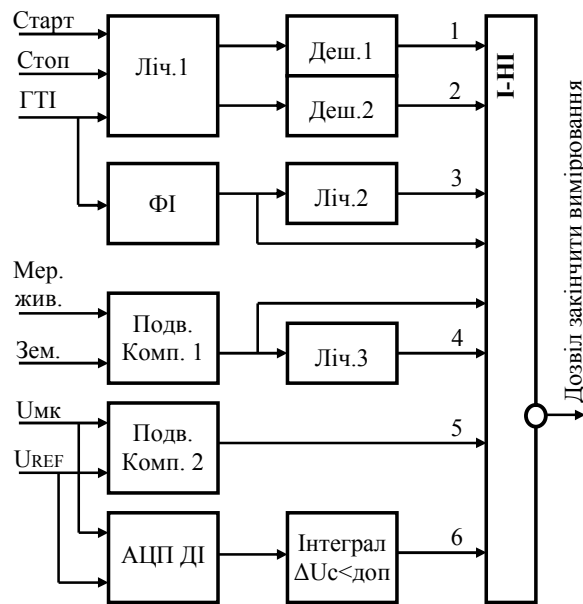 Старт
Стоп
ГТІ
Ліч.1
Деш.1
1
Деш.2
2
І-НІ
ФІ
Ліч.2
3
Мер.
жив.
Зем.
Подв.
Комп. 1
Ліч.3
4
Uмк
UREF
Подв.
Комп. 2
5
АЦП ДІ
Інтеграл
ΔUc<доп
6
Дозвіл закінчити вимірювання